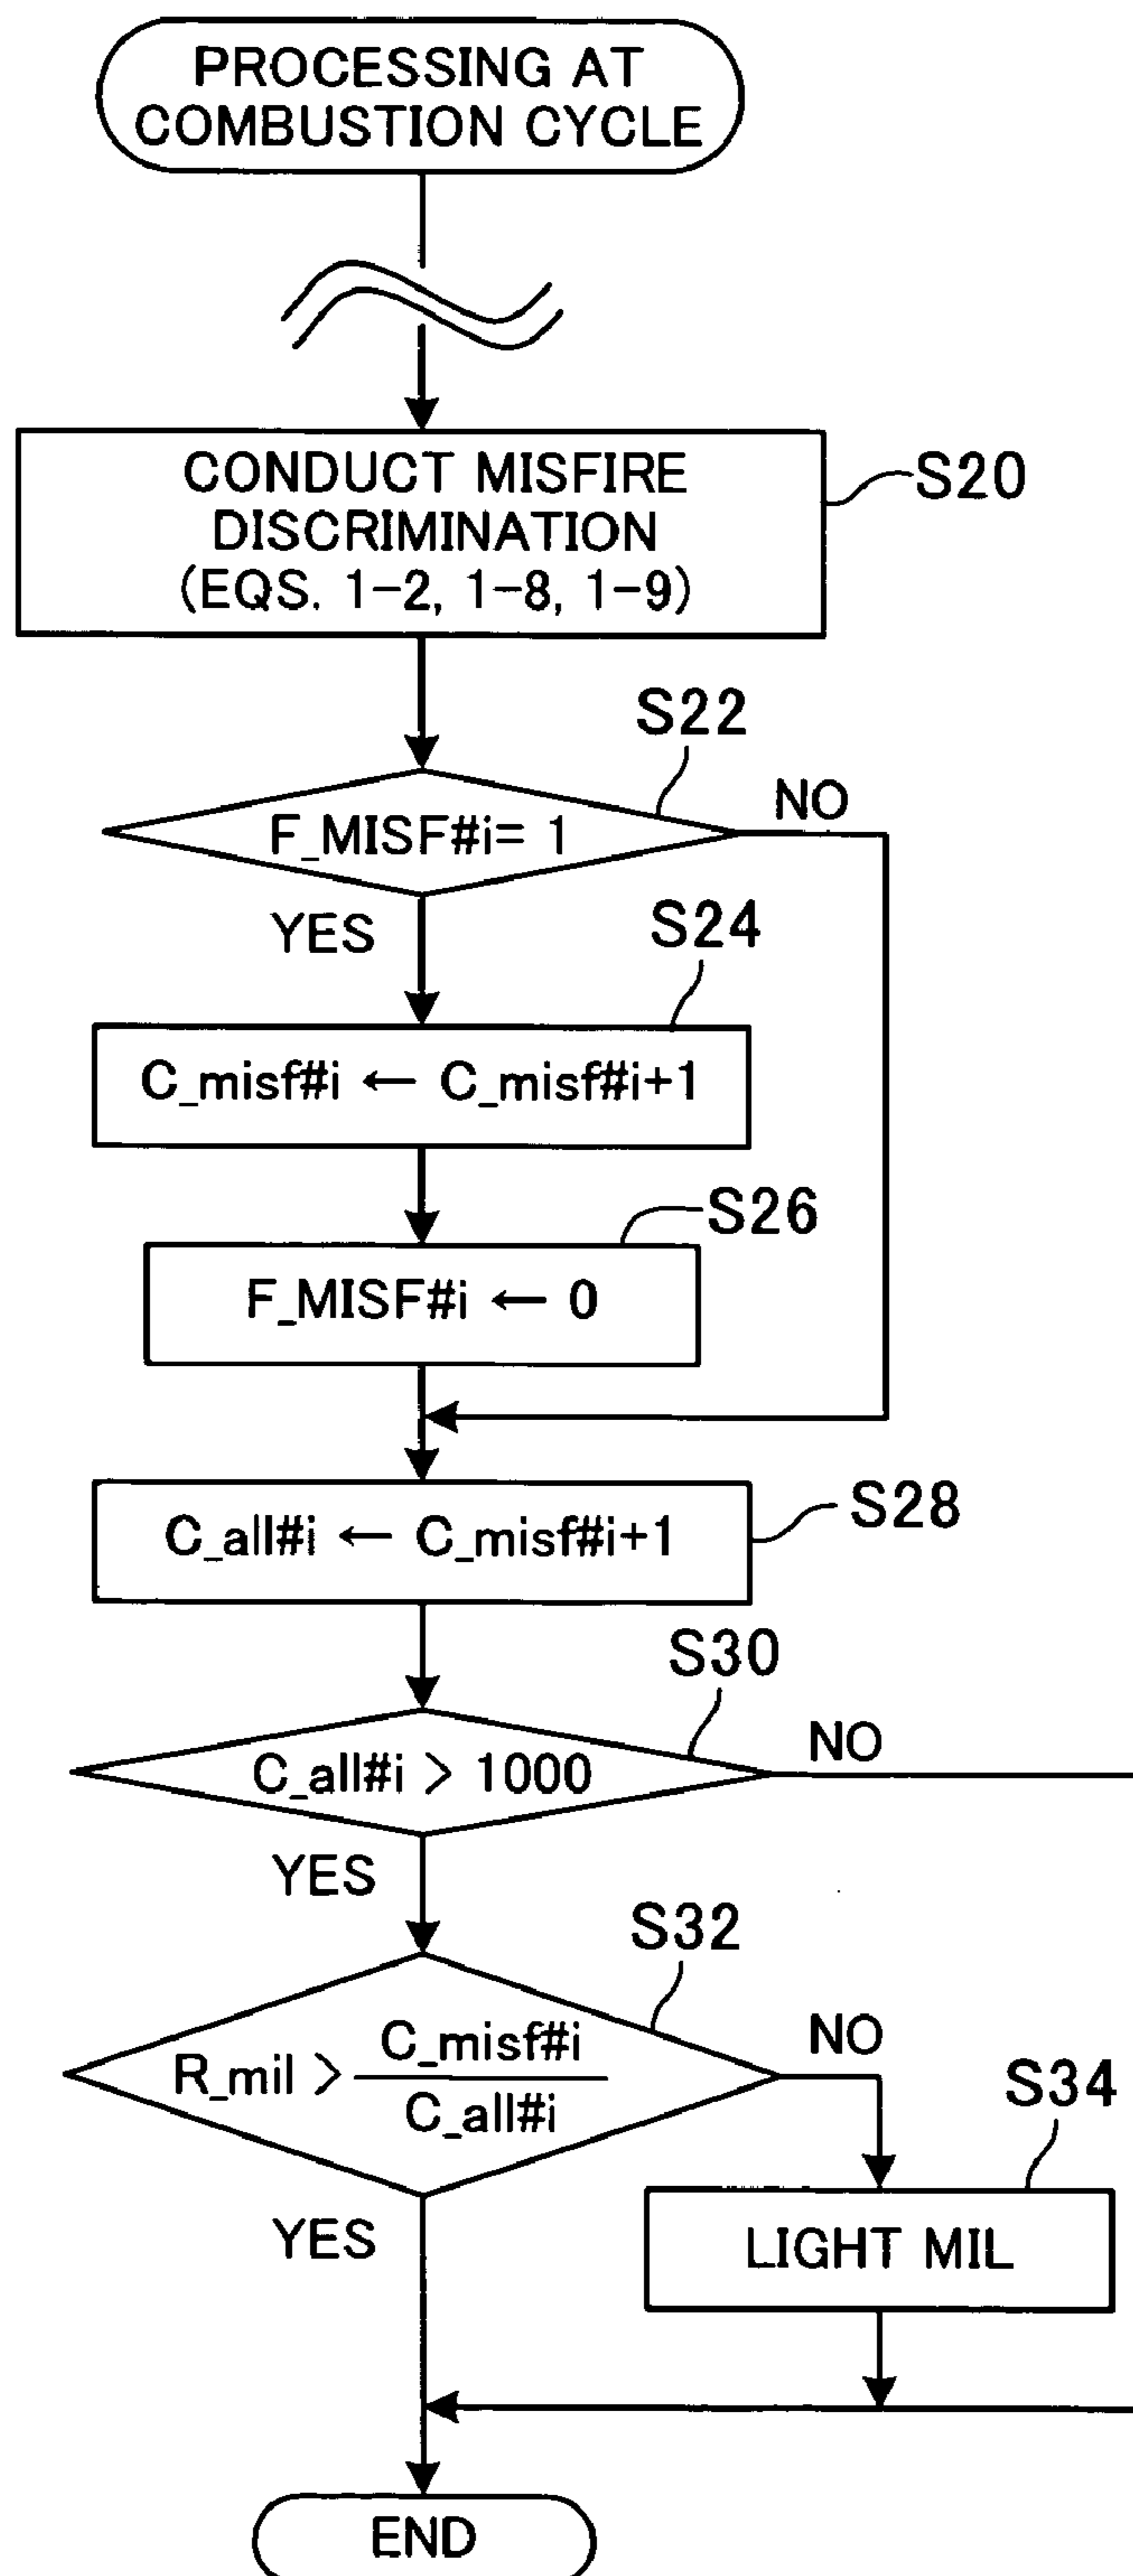 PROCESSING AT
COMBUSTION CYCLE
CONDUCT MISFIRE
DISCRIMINATION
(EQS. 1-2, 1-8, 1-9)
S20
S22
F_MISF#i= 1
NO
YES
S24
C_misf#i ← C_misf#i+1
S26
F_MISF#i ← 0
S28
C_all#i ← C_misf#i+1
S30
C_all#i > 1000
NO
YES
S32
R_mil >
C_misf#i
C_all#i
NO
S34
YES
LIGHT MIL
END